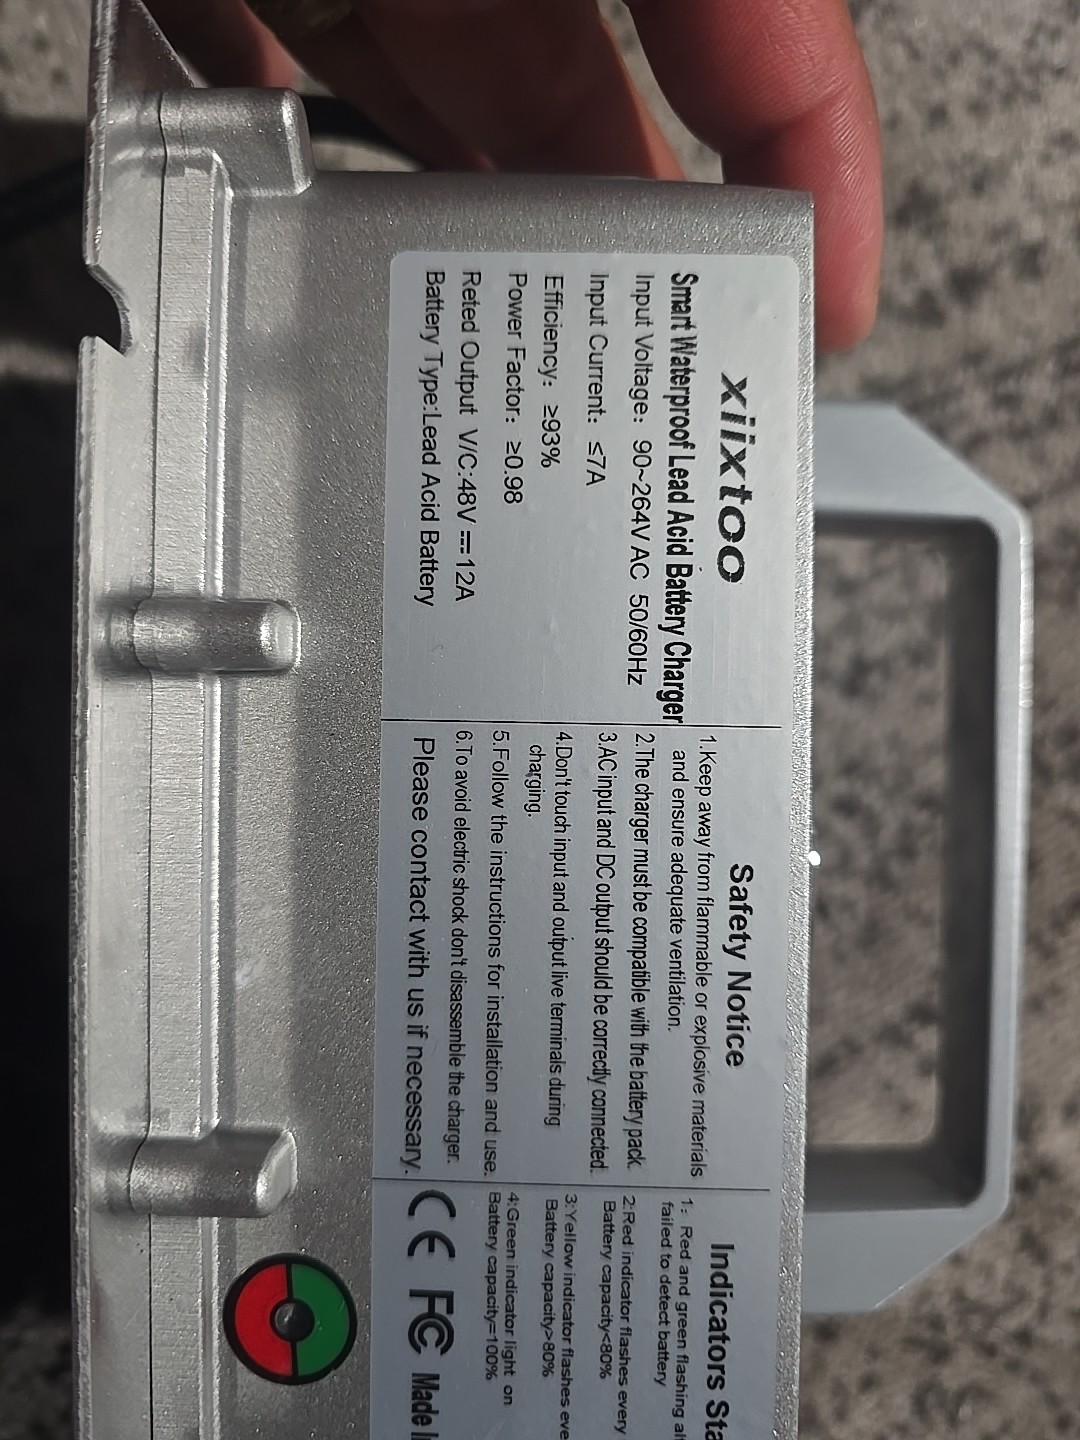 xiixtoo
Smart Waterproof Lead Acid Battery Charger
Input Voltage: 90~264V AC 50/60Hz
Input Current: ≤7A
Efficiency: ≥93%
Power Factor: ≥0.98
Reted Output V/C:48V⎓12A
Battery Type:Lead Acid Battery
Safety Notice
1.Keep away from flammable or explosive materials
and ensure adequate ventilation.
2.The charger must be compatible with the battery pack.
3.AC input and DC output should be correctly connected.
4.Don't touch input and output live terminals during
charging.
5.Follow the instructions for installation and use.
6.To avoid electric shock don't disassemble the charger.
Please contact with us if necessary.
Indicators
1: Red and green flashing
failed to detect battery
2:Red indicator flashes every
Battery capacity<80%
3:Yellow indicator flashes
Battery capacity>80%
4:Green indicator light on
Battery capacity=100%
CE FC Made